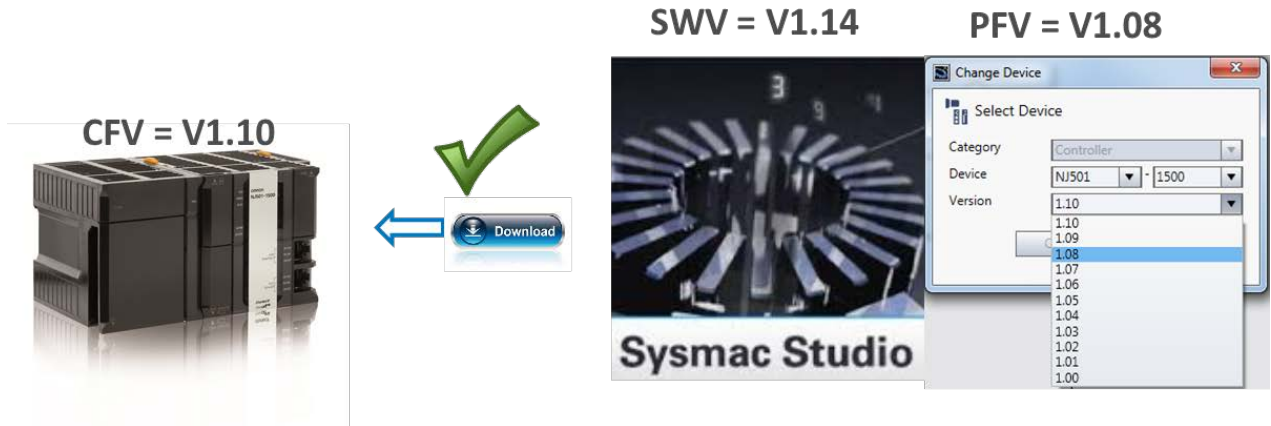 SWV = V1.14
PFV = V1.08
CFV = V1.10
Download
3
9
Sysmac Studio
Change Device
Select Device
Category
Controller
Device
NJ501
- 1500
Version
1.10
1.10
1.09
1.08
1.07
1.06
1.05
1.04
1.03
1.02
1.01
1.00